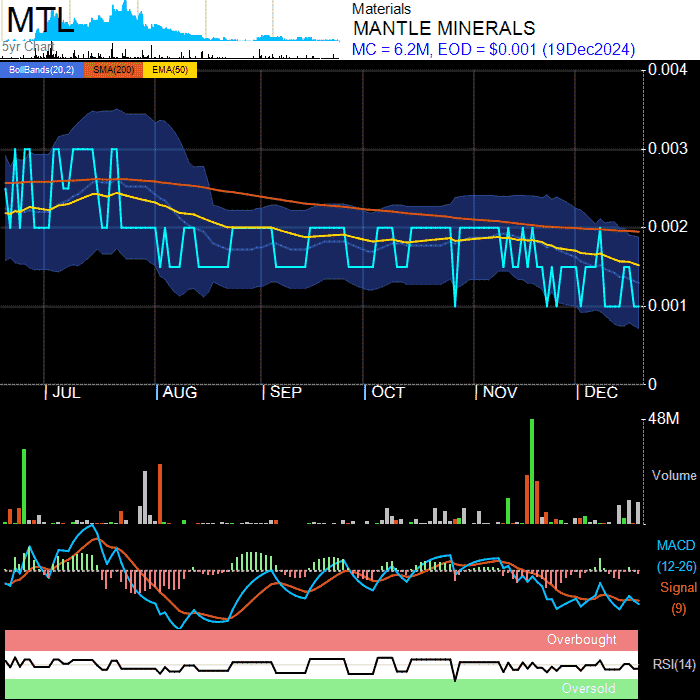 MTL
5yr Chart
Materials
MANTLE MINERALS
MC = 6.2M, EOD = $0.001 (19Dec2024)
BollBands(20,2) SMA(200) EMA(50)
0.004
0.003
0.002
0.001
0
JUL AUG SEP OCT NOV DEC
48M
Volume
MACD
(12-26)
Signal
(9)
Overbought
RSI(14)
Oversold